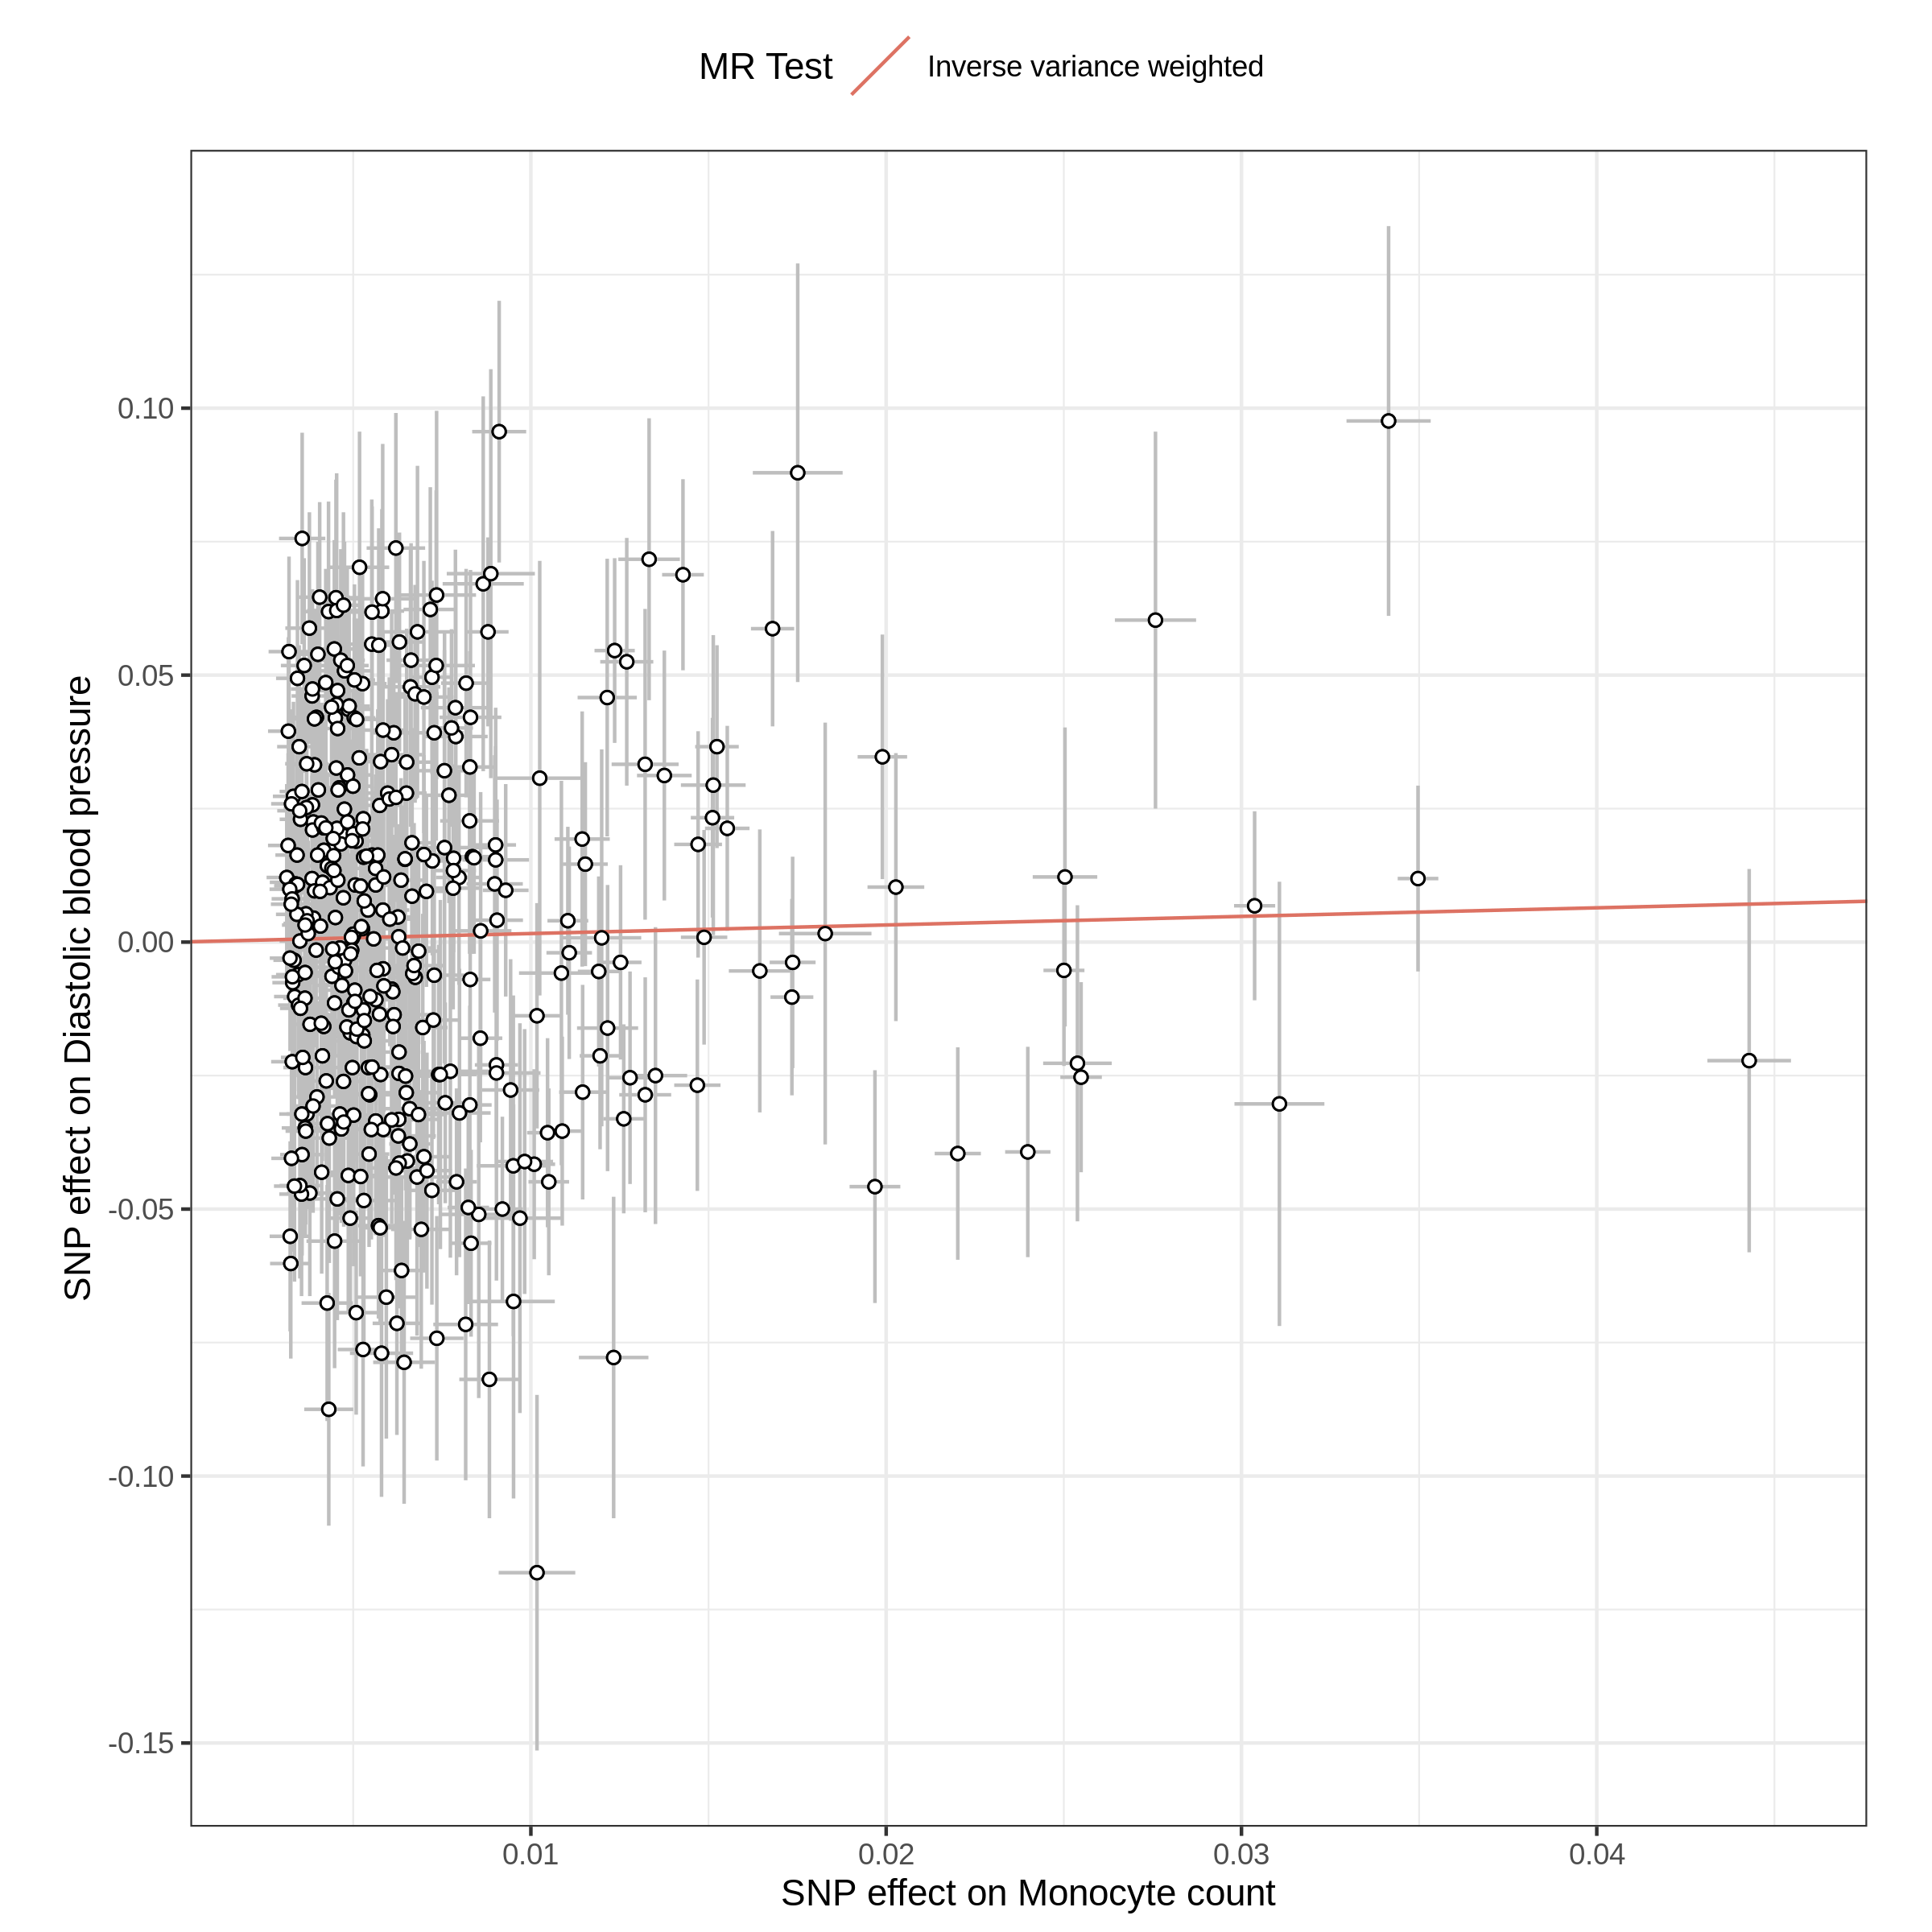 MR Test Inverse variance weighted
SNP effect on Diastolic blood pressure
0.10
0.05
0.00
-0.05
-0.10
-0.15
0.01 0.02 0.03 0.04
SNP effect on Monocyte count